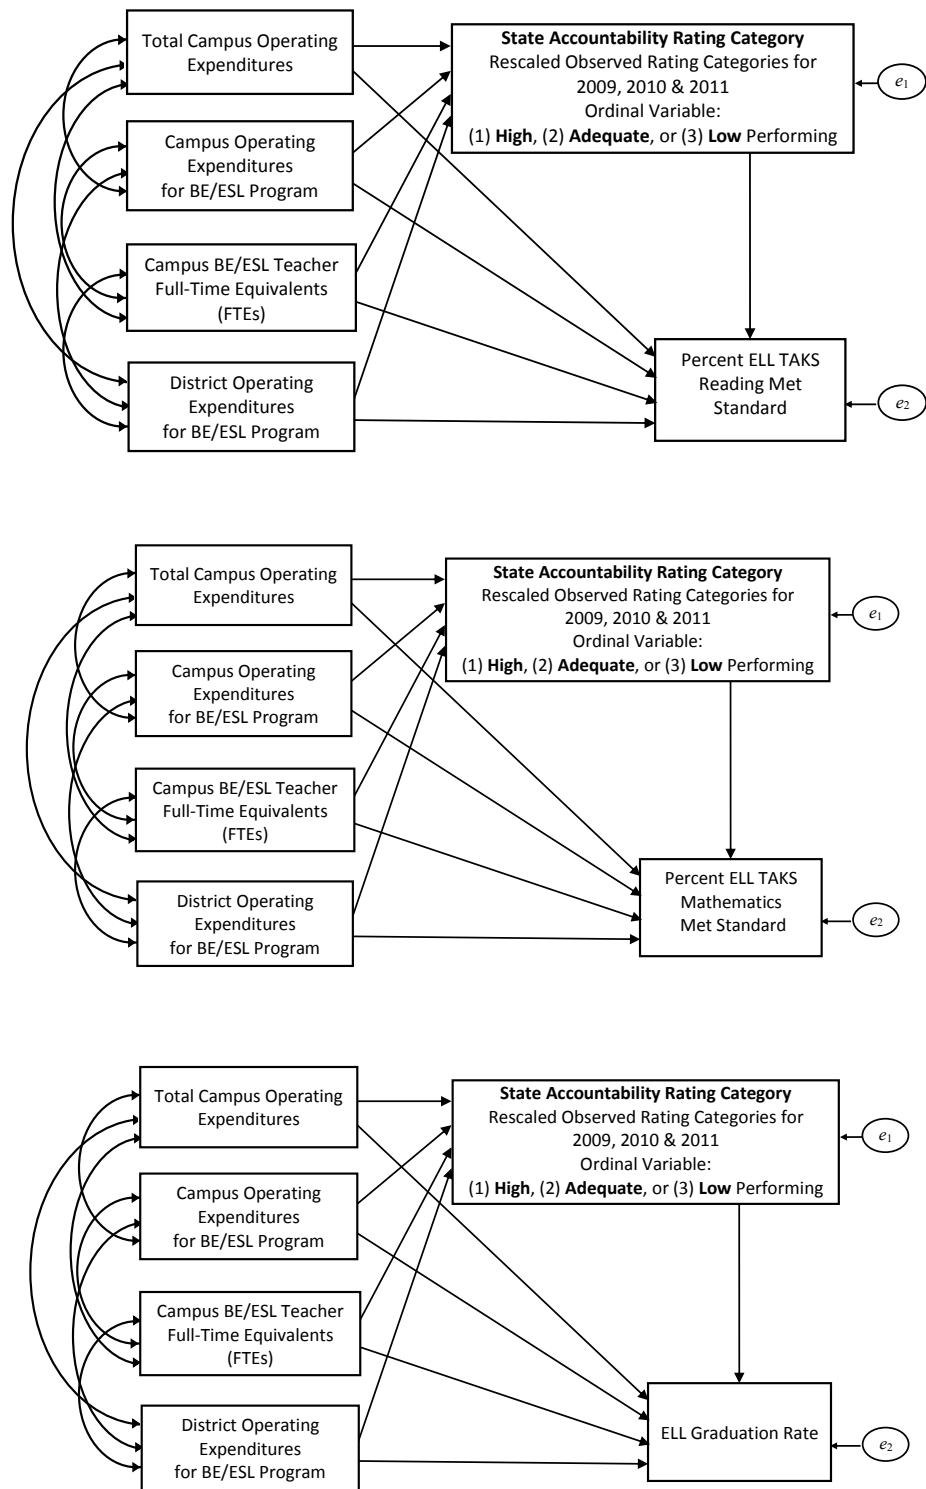 Total Campus Operating
Expenditures
State Accountability Rating Category
Rescaled Observed Rating Categories for
2009, 2010 & 2011
Ordinal Variable:
(1) High, (2) Adequate, or (3) Low Performing
e1
Campus Operating
Expenditures
for BE/ESL Program
Campus BE/ESL Teacher
Full-Time Equivalents
(FTEs)
District Operating
Expenditures
for BE/ESL Program
Percent ELL TAKS
Reading Met
Standard
e2
Total Campus Operating
Expenditures
State Accountability Rating Category
Rescaled Observed Rating Categories for
2009, 2010 & 2011
Ordinal Variable:
(1) High, (2) Adequate, or (3) Low Performing
e1
Campus Operating
Expenditures
for BE/ESL Program
Campus BE/ESL Teacher
Full-Time Equivalents
(FTEs)
District Operating
Expenditures
for BE/ESL Program
Percent ELL TAKS
Mathematics
Met Standard
e2
Total Campus Operating
Expenditures
State Accountability Rating Category
Rescaled Observed Rating Categories for
2009, 2010 & 2011
Ordinal Variable:
(1) High, (2) Adequate, or (3) Low Performing
e1
Campus Operating
Expenditures
for BE/ESL Program
Campus BE/ESL Teacher
Full-Time Equivalents
(FTEs)
District Operating
Expenditures
for BE/ESL Program
ELL Graduation Rate
e2